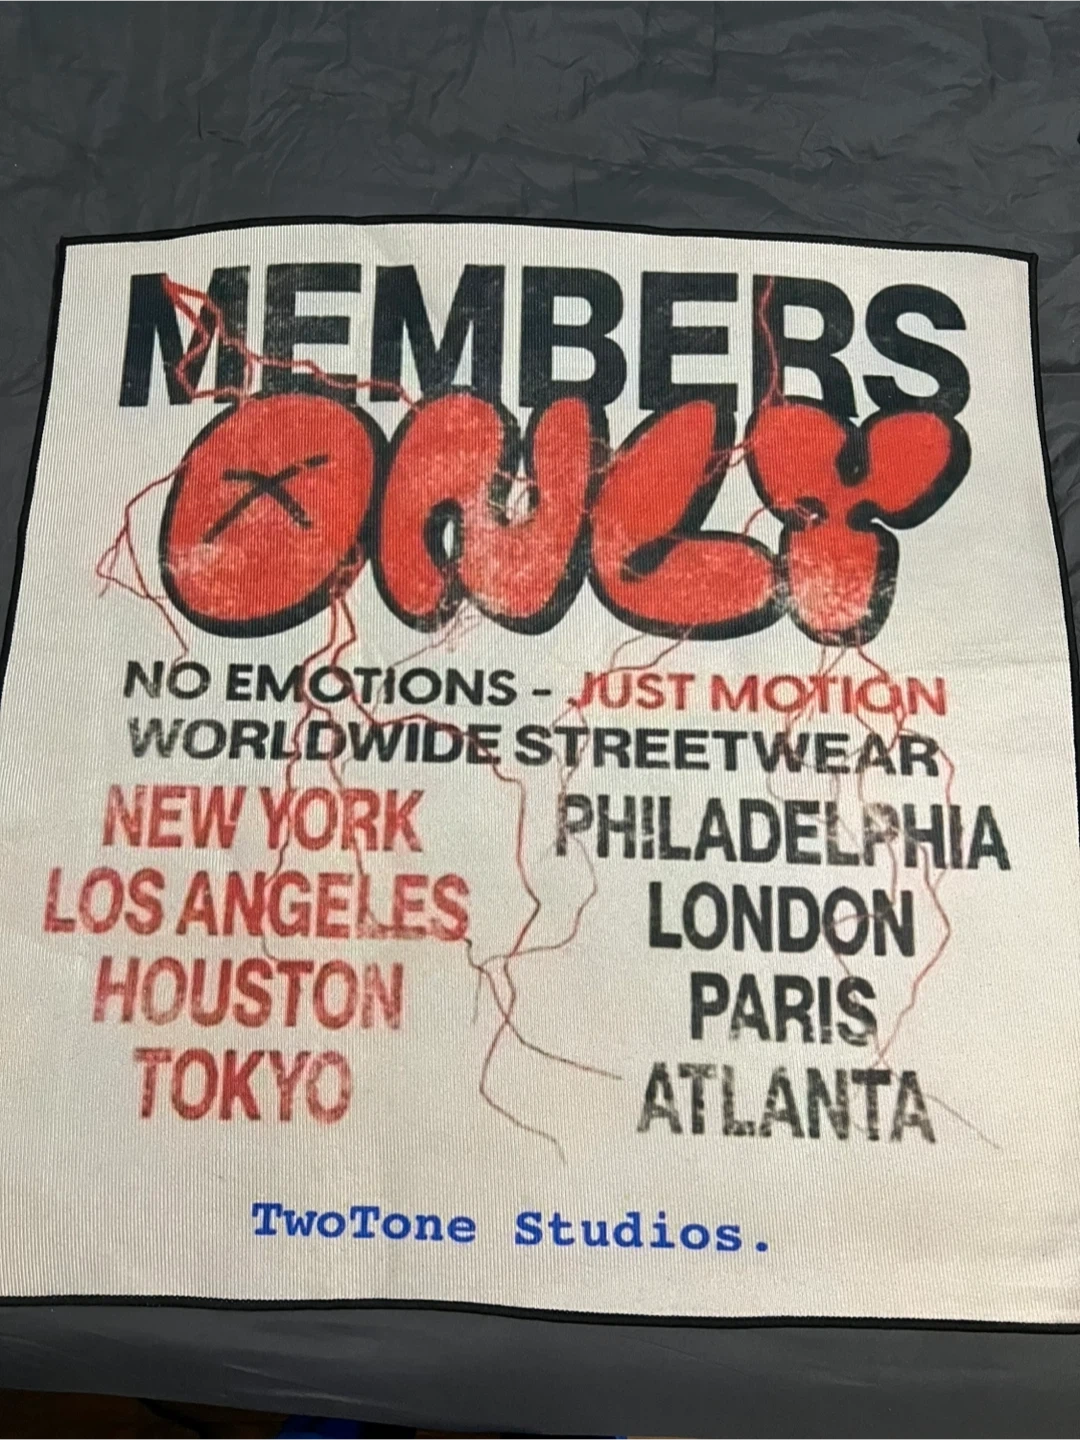 MEMBERS
ONLY
NO EMOTIONS - JUST MOTION
WORLDWIDE STREETWEAR
NEW YORK
LOS ANGELES
HOUSTON
TOKYO
PHILADELPHIA
LONDON
PARIS
ATLANTA
TwoTone Studios.